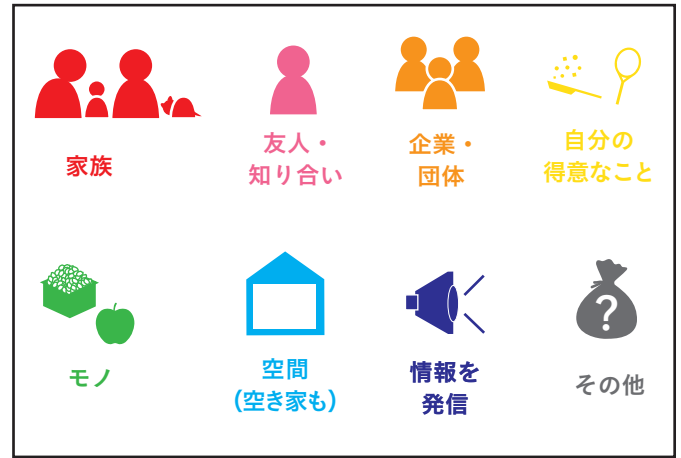 家族
友人・
知り合い
企業・
団体
自分の
得意なこと
モノ
空間
(空き家も)
情報を
発信
?
その他